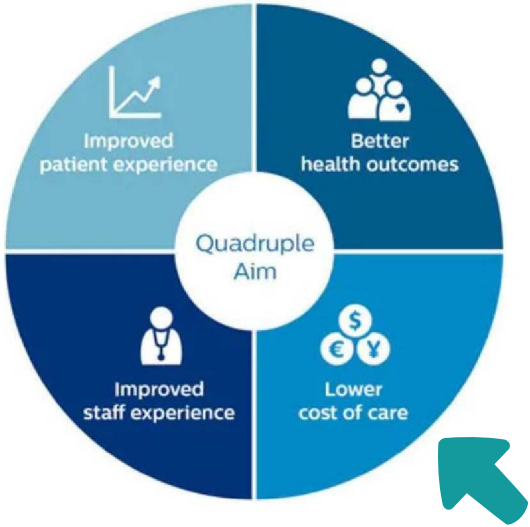 Improved
patient experience
Better
health outcomes
Quadruple
Aim
Improved
staff experience
$
€ ¥
Lower
cost of care